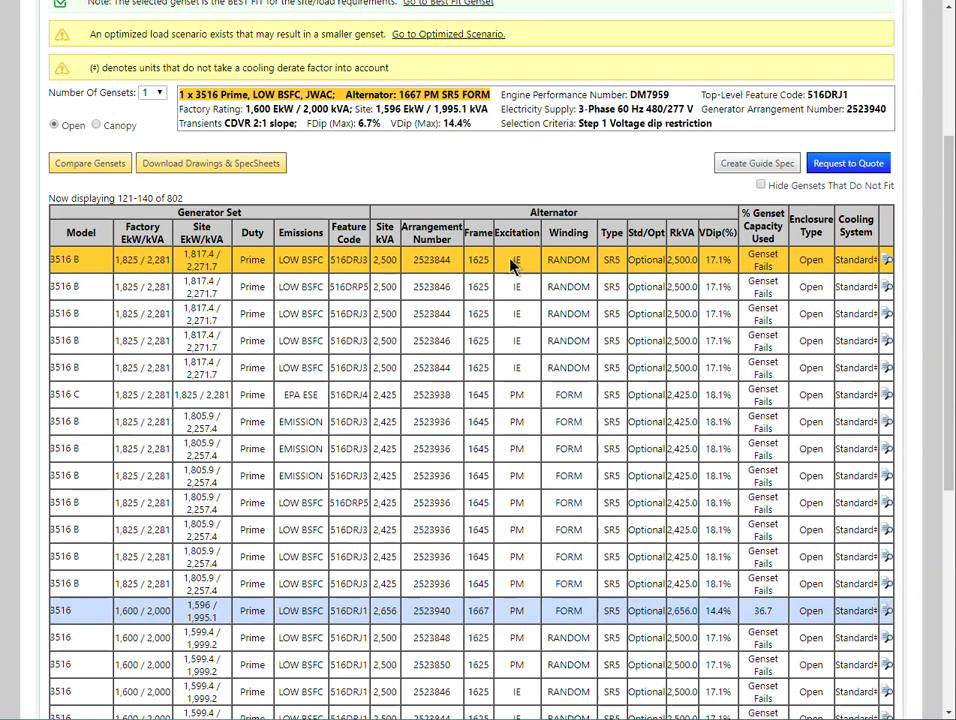 Note: The selected genset is the BEST FIT for the site/load requirements. Go to Best Fit Genset
An optimized load scenario exists that may result in a smaller genset. Go to Optimized Scenario.
(‡) denotes units that do not take a cooling derate factor into account
Number Of Gensets: 1
Open Canopy
1 x 3516 Prime, LOW BSFC, JWAC; Alternator: 1667 PM SR5 FORM
Factory Rating: 1,600 EkW / 2,000 kVA; Site: 1,596 EkW / 1,995.1 kVA
Transients CDVR 2:1 slope; FDip (Max): 6.7% VDip (Max): 14.4%
Engine Performance Number: DM7959 Top-Level Feature Code: 516DRJ1
Electricity Supply: 3-Phase 60 Hz 480/277 V Generator Arrangement Number: 2523940
Selection Criteria: Step 1 Voltage dip restriction
Compare Gensets Download Drawings & SpecSheets Create Guide Spec Request to Quote
Hide Gensets That Do Not Fit
Now displaying 121-140 of 802
Generator Set Alternator % Genset Capacity Used Enclosure Type Cooling System
Model Factory EkW/kVA Site EkW/kVA Duty Emissions Feature Code Site kVA Arrangement Number Frame Excitation Winding Type Std/Opt RkVA VDip(%)
3516 B 1,825 / 2,281 1,817.4 / 2,271.7 Prime LOW BSFC 516DRJ3 2,500 2523844 1625 IE RANDOM SR5 Optional 2,500.0 17.1% Genset Fails Open Standard‡
3516 B 1,825 / 2,281 1,817.4 / 2,271.7 Prime LOW BSFC 516DRP5 2,500 2523846 1625 IE RANDOM SR5 Optional 2,500.0 17.1% Genset Fails Open Standard‡
3516 B 1,825 / 2,281 1,817.4 / 2,271.7 Prime LOW BSFC 516DRJ3 2,500 2523844 1625 IE RANDOM SR5 Optional 2,500.0 17.1% Genset Fails Open Standard‡
3516 B 1,825 / 2,281 1,817.4 / 2,271.7 Prime LOW BSFC 516DRJ3 2,500 2523846 1625 IE RANDOM SR5 Optional 2,500.0 17.1% Genset Fails Open Standard‡
3516 B 1,825 / 2,281 1,817.4 / 2,271.7 Prime LOW BSFC 516DRJ3 2,500 2523844 1625 IE RANDOM SR5 Optional 2,500.0 17.1% Genset Fails Open Standard‡
3516 C 1,825 / 2,281 1,825 / 2,281 Prime EPA ESE 516DRJ4 2,425 2523938 1645 PM FORM SR5 Optional 2,425.0 18.1% Genset Fails Open Standard‡
3516 B 1,825 / 2,281 1,805.9 / 2,257.4 Prime EMISSION 516DRJ3 2,425 2523936 1645 PM FORM SR5 Optional 2,425.0 18.1% Genset Fails Open Standard‡
3516 B 1,825 / 2,281 1,805.9 / 2,257.4 Prime EMISSION 516DRJ3 2,425 2523936 1645 PM FORM SR5 Optional 2,425.0 18.1% Genset Fails Open Standard‡
3516 B 1,825 / 2,281 1,805.9 / 2,257.4 Prime EMISSION 516DRJ3 2,425 2523936 1645 PM FORM SR5 Optional 2,425.0 18.1% Genset Fails Open Standard‡
3516 B 1,825 / 2,281 1,805.9 / 2,257.4 Prime LOW BSFC 516DRP5 2,425 2523936 1645 PM FORM SR5 Optional 2,425.0 18.1% Genset Fails Open Standard‡
3516 B 1,825 / 2,281 1,805.9 / 2,257.4 Prime LOW BSFC 516DRJ3 2,425 2523936 1645 PM FORM SR5 Optional 2,425.0 18.1% Genset Fails Open Standard‡
3516 B 1,825 / 2,281 1,805.9 / 2,257.4 Prime LOW BSFC 516DRJ3 2,425 2523936 1645 PM FORM SR5 Optional 2,425.0 18.1% Genset Fails Open Standard‡
3516 B 1,825 / 2,281 1,805.9 / 2,257.4 Prime LOW BSFC 516DRJ3 2,425 2523936 1645 PM FORM SR5 Optional 2,425.0 18.1% Genset Fails Open Standard‡
3516 1,600 / 2,000 1,596 / 1,995.1 Prime LOW BSFC 516DRJ1 2,656 2523940 1667 PM FORM SR5 Optional 2,656.0 14.4% 36.7 Open Standard‡
3516 1,600 / 2,000 1,599.4 / 1,999.2 Prime LOW BSFC 516DRJ1 2,500 2523848 1625 PM RANDOM SR5 Optional 2,500.0 17.1% Genset Fails Open Standard‡
3516 1,600 / 2,000 1,599.4 / 1,999.2 Prime LOW BSFC 516DRJ1 2,500 2523850 1625 PM RANDOM SR5 Optional 2,500.0 17.1% Genset Fails Open Standard‡
3516 1,600 / 2,000 1,599.4 / 1,999.2 Prime LOW BSFC 516DRJ1 2,500 2523844 1625 IE RANDOM SR5 Optional 2,500.0 17.1% Genset Fails Open Standard‡
3516 1,600 / 2,000 1,599.4 / Prime LOW BSFC Genset